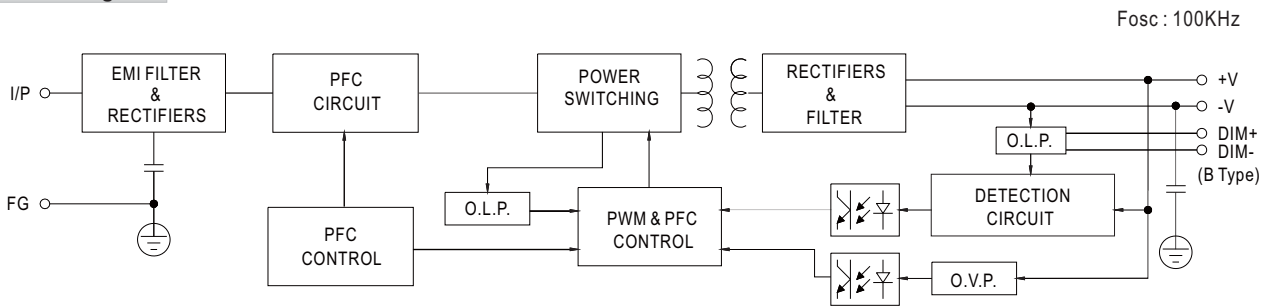 Fosc : 100KHz
I/P
EMI FILTER
&
RECTIFIERS
PFC
CIRCUIT
POWER
SWITCHING
RECTIFIERS
&
FILTER
+V
-V
DIM+
DIM-
(B Type)
O.L.P.
FG
O.L.P.
PFC
CONTROL
PWM & PFC
CONTROL
DETECTION
CIRCUIT
O.V.P.